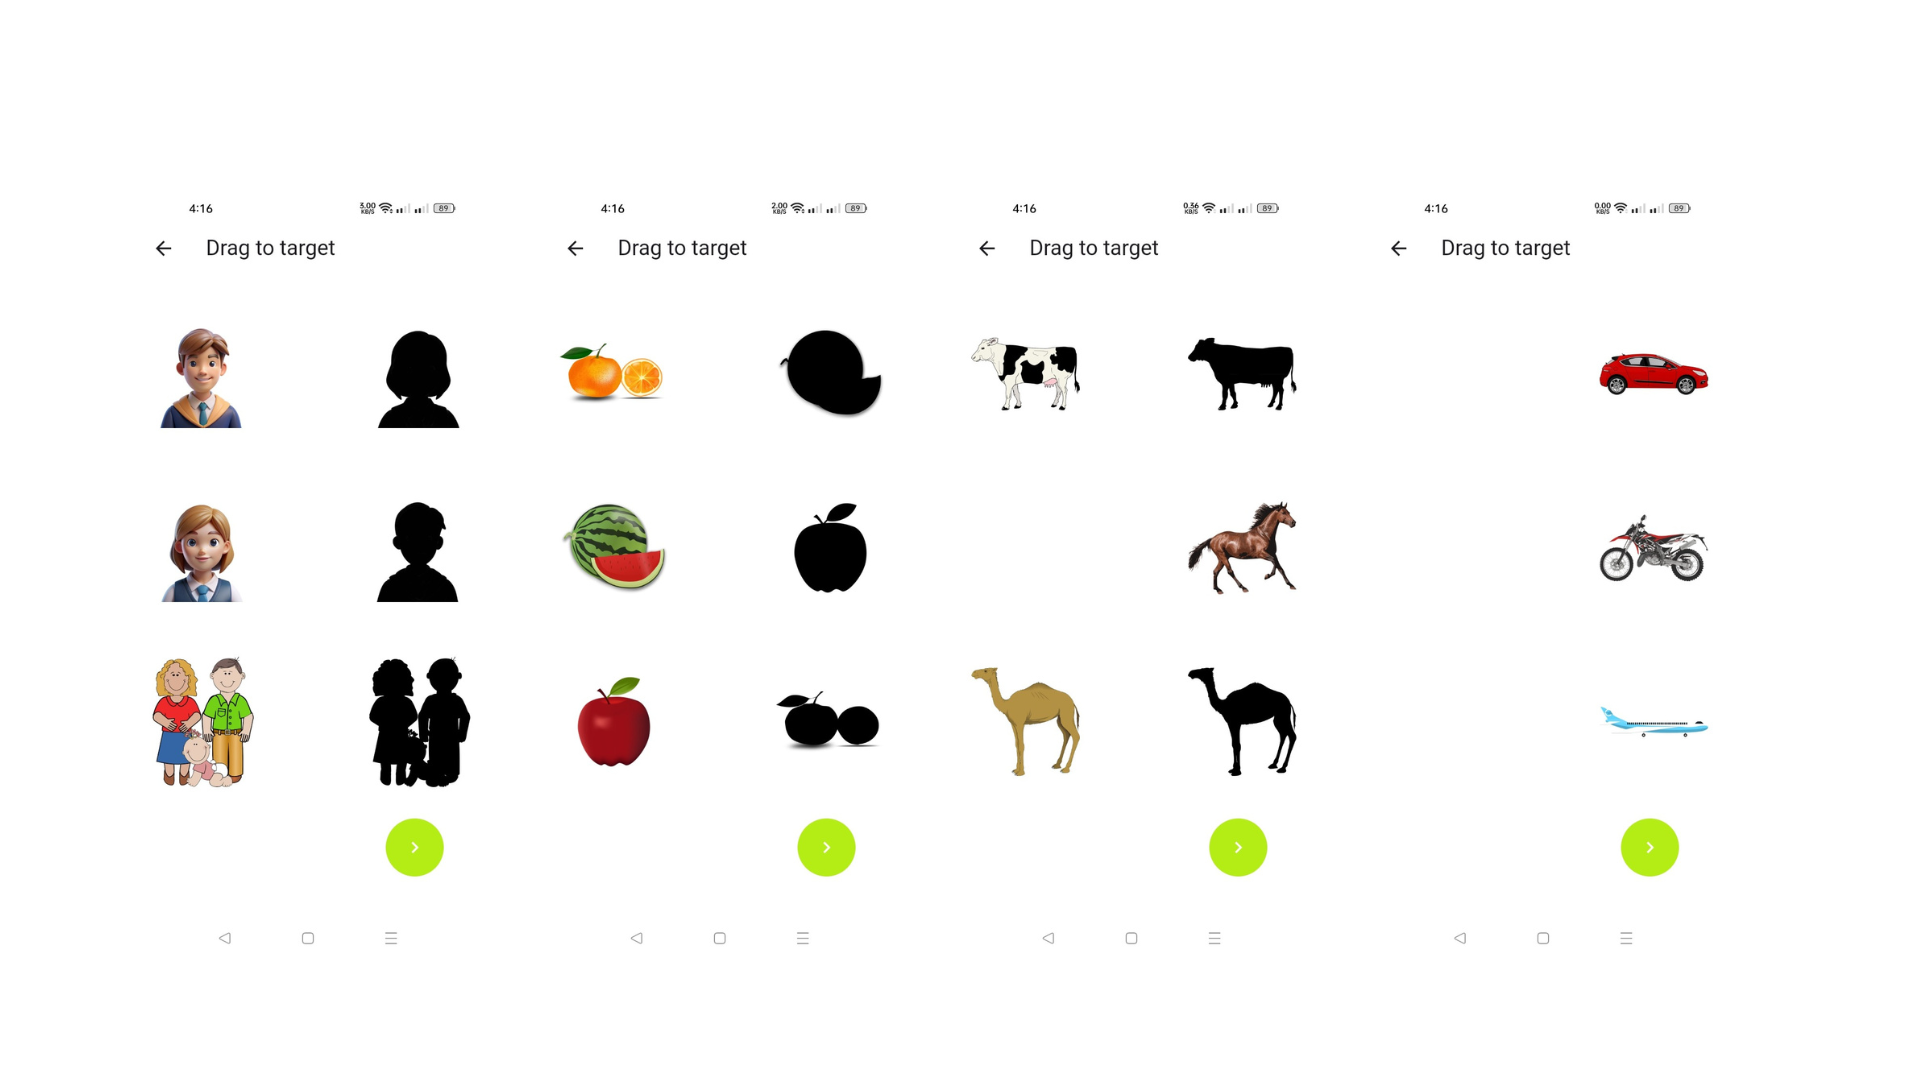 4:16 3.00 KB/S 89
Drag to target
4:16 2.00 KB/S 89
Drag to target
4:16 0.36 KB/S 89
Drag to target
4:16 0.00 KB/S 89
Drag to target